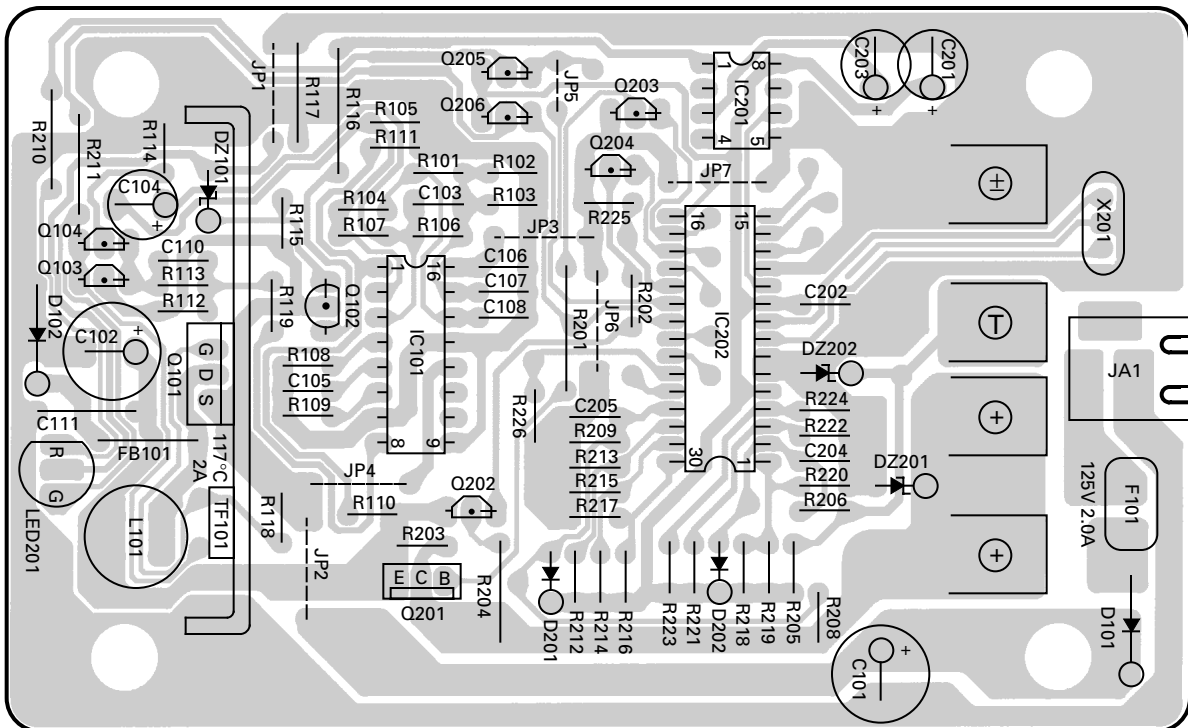 R210
R211
R114
DZ101
JP1
R117
R116
R105
R111
Q205
Q206
JP5
Q203
Q204
1
8
IC201
4
5
C203
+
C201
+
C104
+
R101
R102
R104
C103
R103
R107
R106
R225
JP7
±
X201
Q104
Q103
C110
R113
R112
R115
R119
Q102
JP3
C106
C107
C108
1
16
IC101
8
9
16
15
IC202
30
1
R201
JP6
R202
C202
T
D102
C102
+
Q101
G D S
R108
C105
R109
DZ202
JA1
C111
FB101
R226
C205
R209
R213
R215
R217
R224
R222
C204
R220
R206
DZ201
+
R
G
LED201
L101
117°C
2A
TF101
R118
JP4
R110
JP2
Q202
R203
E C B
Q201
R204
D201
R212
R214
R216
R223
R221
D202
R218
R219
R205
R208
+
F101
125V 2.0A
D101
C101
+